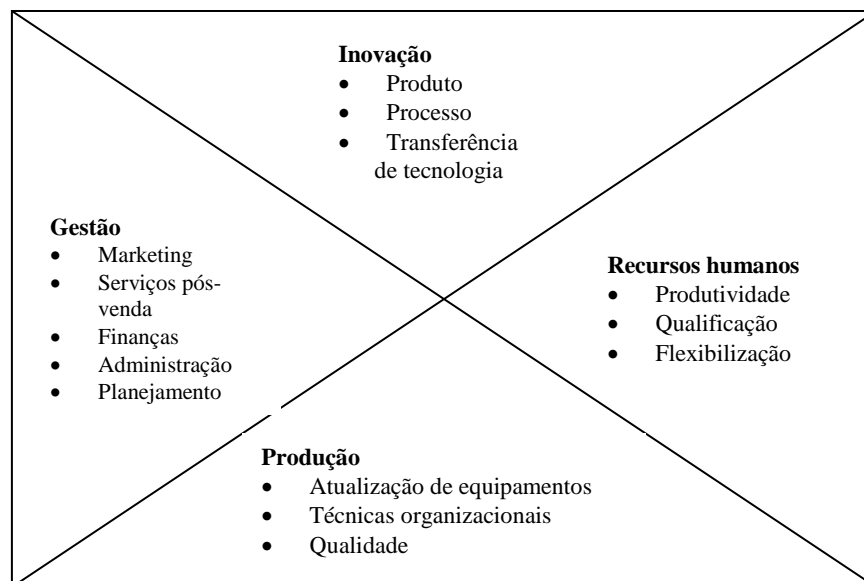 Inovação
• Produto
• Processo
• Transferência
de tecnologia
Gestão
• Marketing
• Serviços pós-
venda
• Finanças
• Administração
• Planejamento
Recursos humanos
• Produtividade
• Qualificação
• Flexibilização
Produção
• Atualização de equipamentos
• Técnicas organizacionais
• Qualidade